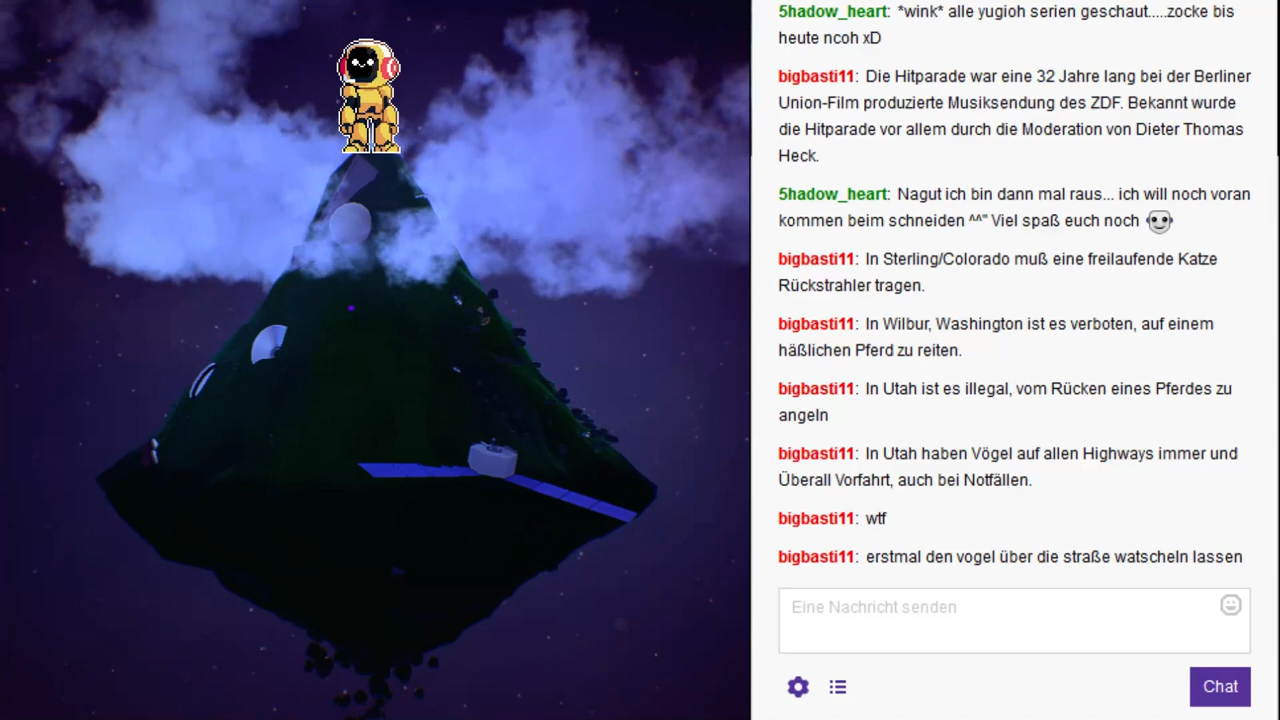 5hadow_heart: *wink* alle yugioh serien geschaut....zocke bis
heute ncoh xD
bigbasti11: Die Hitparade war eine 32 Jahre lang bei der Berliner
Union-Film produzierte Musiksendung des ZDF. Bekannt wurde
die Hitparade vor allem durch die Moderation von Dieter Thomas
Heck.
5hadow_heart: Nagut ich bin dann mal raus... ich will noch voran
kommen beim schneiden ^^" Viel spaß euch noch
bigbasti11: In Sterling/Colorado muß eine freilaufende Katze
Rückstrahler tragen.
bigbasti11: In Wilbur, Washington ist es verboten, auf einem
häßlichen Pferd zu reiten.
bigbasti11: In Utah ist es illegal, vom Rücken eines Pferdes zu
angeln
bigbasti11: In Utah haben Vögel auf allen Highways immer und
Überall Vorfahrt, auch bei Notfällen.
bigbasti11: wtf
bigbasti11: erstmal den vogel über die straße watscheln lassen
Eine Nachricht senden
Chat